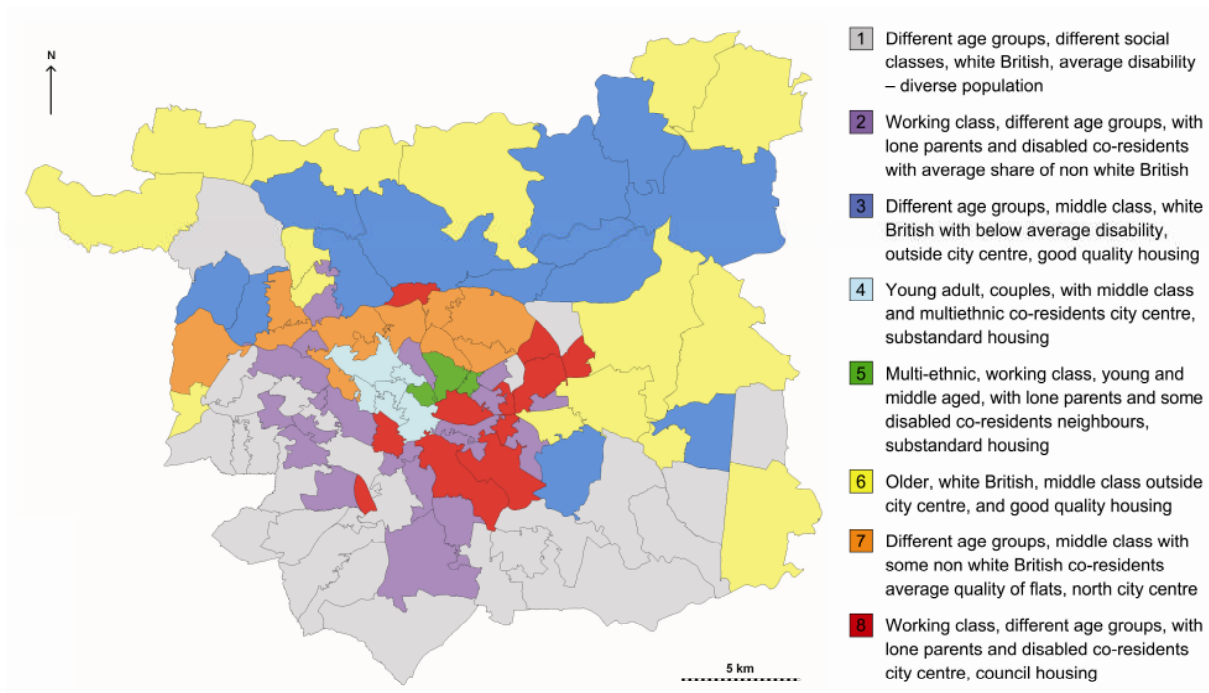 N
1 Different age groups, different social
classes, white British, average disability
– diverse population
2 Working class, different age groups, with
lone parents and disabled co-residents
with average share of non white British
3 Different age groups, middle class, white
British with below average disability,
outside city centre, good quality housing
4 Young adult, couples, with middle class
and multiethnic co-residents city centre,
substandard housing
5 Multi-ethnic, working class, young and
middle aged, with lone parents and some
disabled co-residents neighbours,
substandard housing
6 Older, white British, middle class outside
city centre, and good quality housing
7 Different age groups, middle class with
some non white British co-residents
average quality of flats, north city centre
8 Working class, different age groups, with
lone parents and disabled co-residents
city centre, council housing
5 km